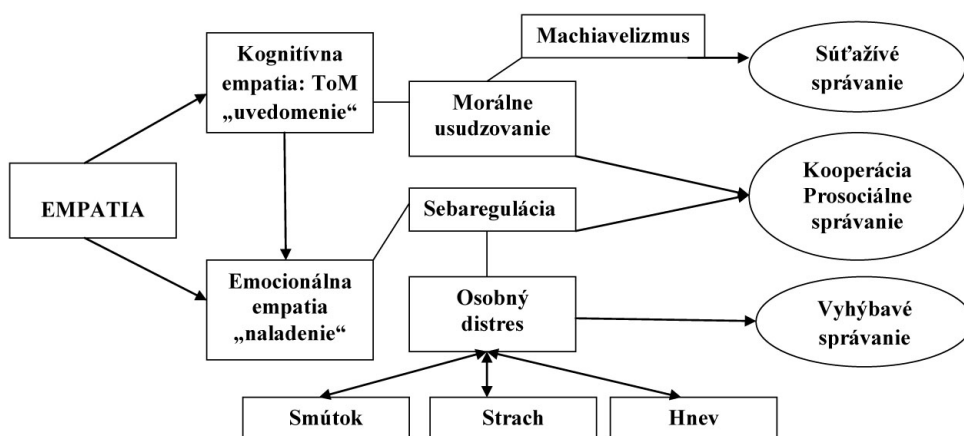 Machiavelizmus
Kognitívna
empatia: ToM
„uvedomenie“
Súťažívé
správanie
Morálne
usudzovanie
EMPATIA
Kooperácia
Prosociálne
správanie
Sebaregulácia
Emocionálna
empatia
„naladenie“
Osobný
distres
Vyhýbavé
správanie
Smútok
Strach
Hnev